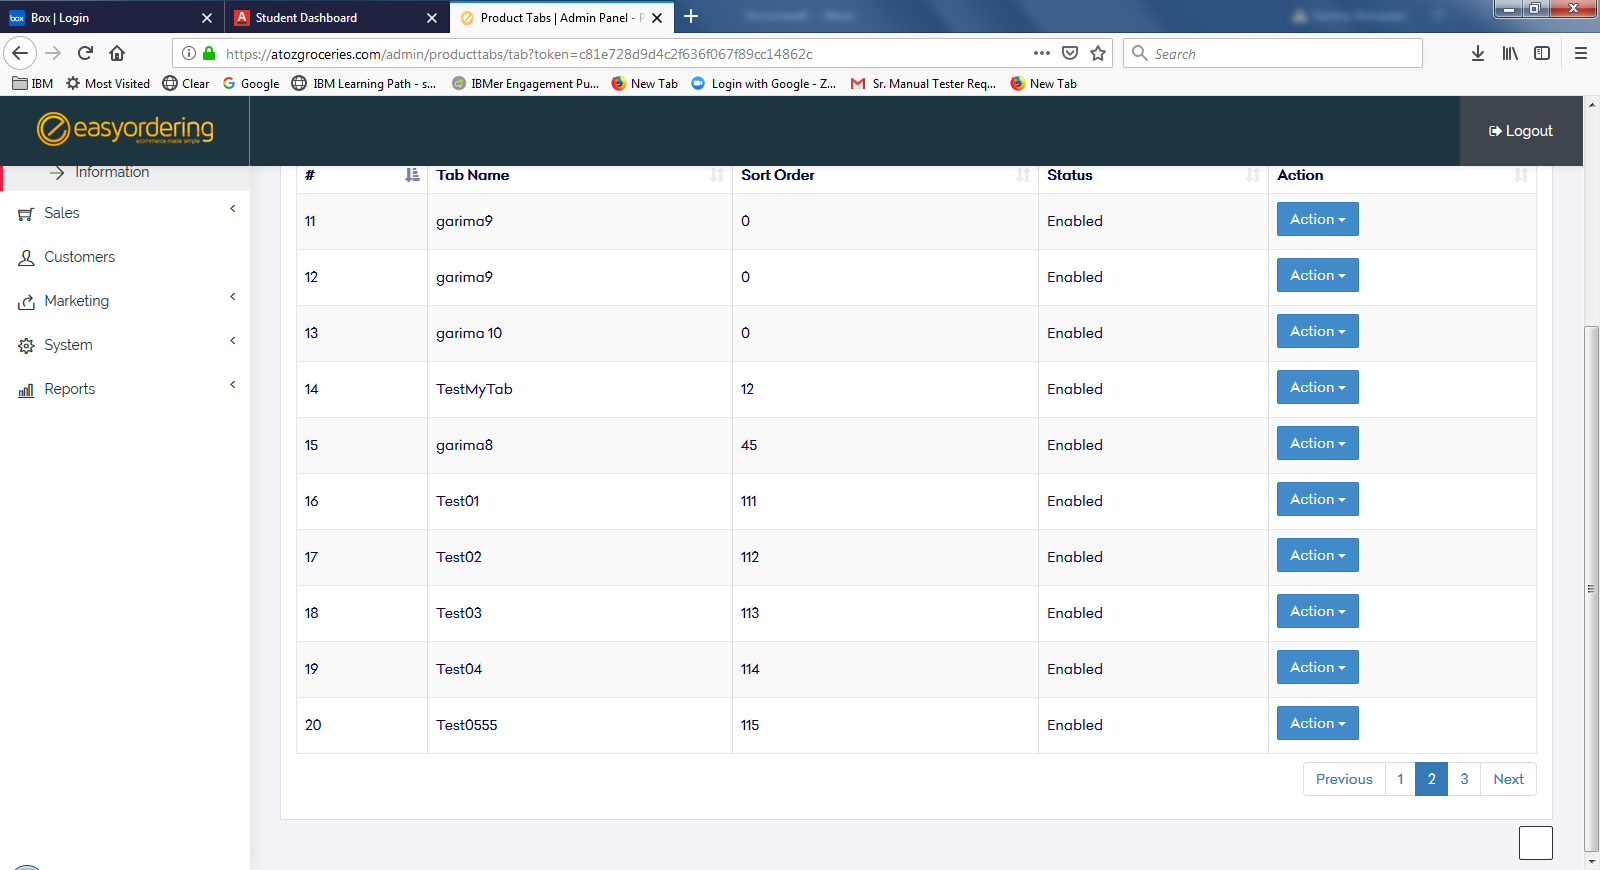 Box | Login
Student Dashboard
Product Tabs | Admin Panel - P
https://atozgroceries.com/admin/producttabs/tab?token=c81e728d9d4c2f636f067f89cc14862c
Search
IBM Most Visited Clear Google IBM Learning Path - s... IBMer Engagement Pu... New Tab Login with Google - Z... Sr. Manual Tester Req... New Tab
easyordering
ecommerce made simple
Logout
Information
Sales
Customers
Marketing
System
Reports
# Tab Name Sort Order Status Action
11 garima9 0 Enabled Action
12 garima9 0 Enabled Action
13 garima 10 0 Enabled Action
14 TestMyTab 12 Enabled Action
15 garima8 45 Enabled Action
16 Test01 111 Enabled Action
17 Test02 112 Enabled Action
18 Test03 113 Enabled Action
19 Test04 114 Enabled Action
20 Test0555 115 Enabled Action
Previous 1 2 3 Next